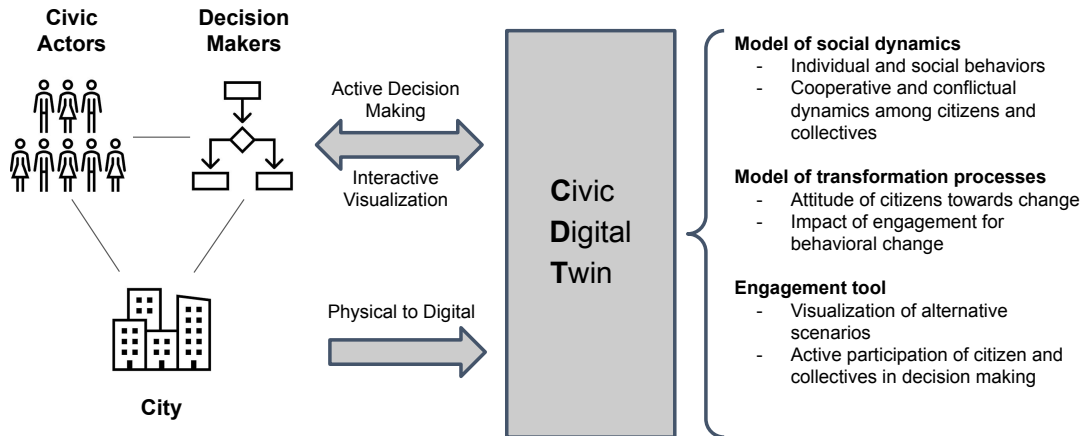 Civic
Actors
Decision
Makers
City
Active Decision
Making
Interactive
Visualization
Physical to Digital
Civic
Digital
Twin
Model of social dynamics
- Individual and social behaviors
- Cooperative and conflictual
dynamics among citizens and
collectives
Model of transformation processes
- Attitude of citizens towards change
- Impact of engagement for
behavioral change
Engagement tool
- Visualization of alternative
scenarios
- Active participation of citizen and
collectives in decision making